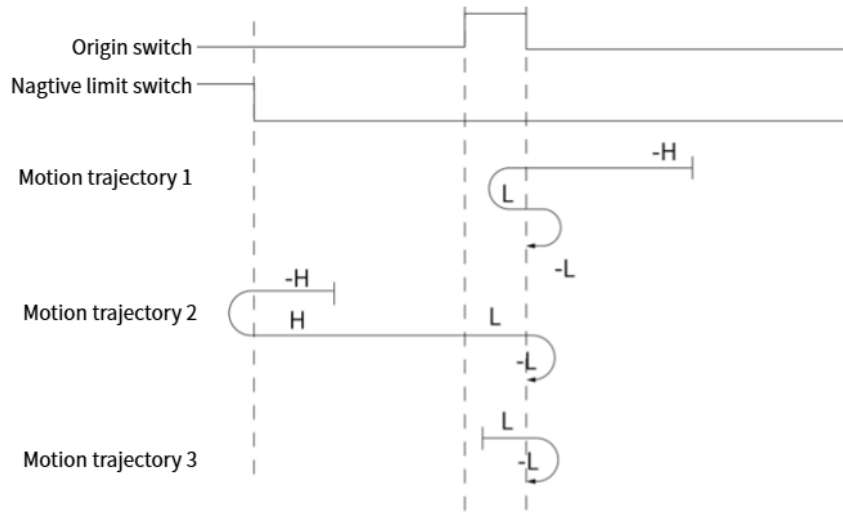 Origin switch
Nagtive limit switch
-H
Motion trajectory 1
L
-L
-H
Motion trajectory 2
H
L
-L
L
Motion trajectory 3
-L